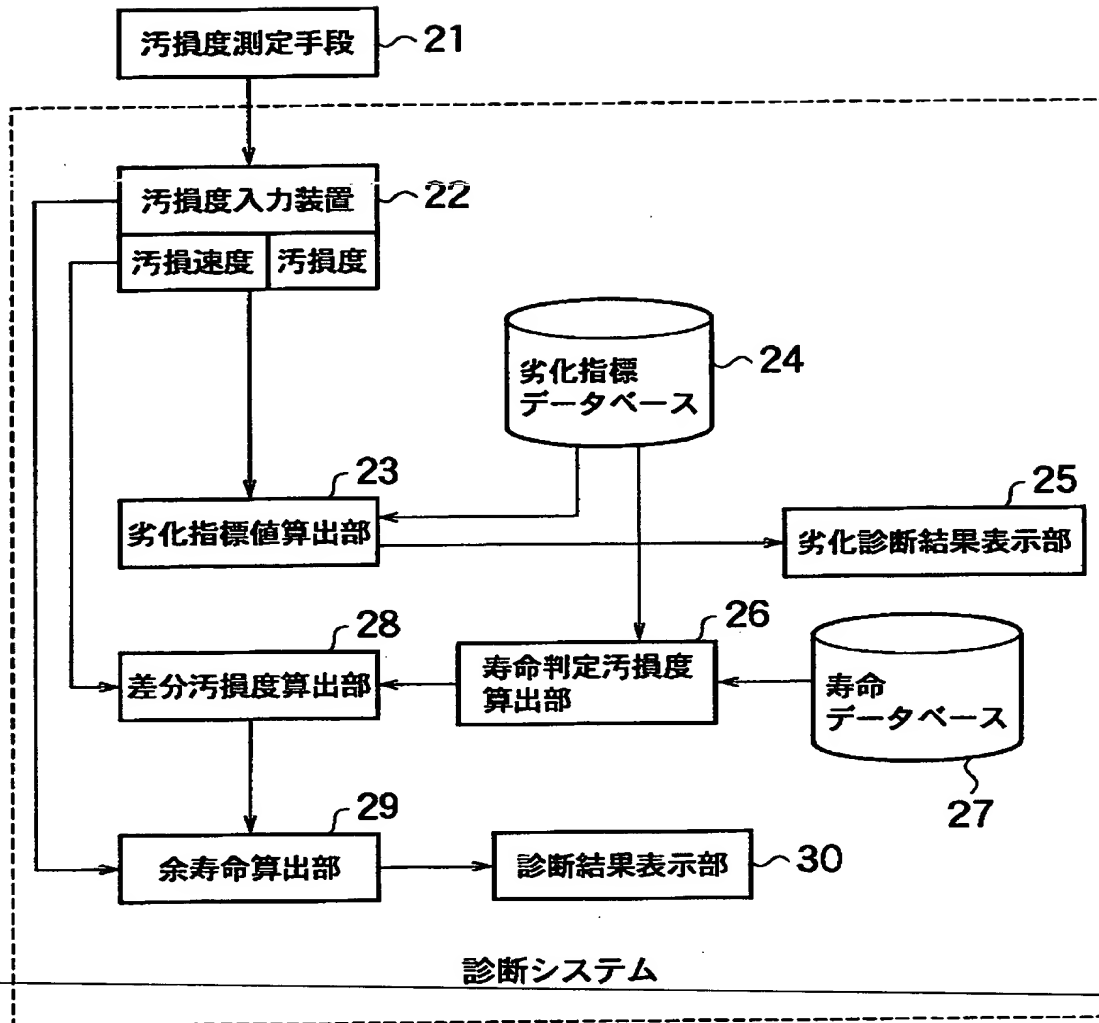 汚損度測定手段
21
汚損度入力装置
22
汚損速度
汚損度
劣化指標
データベース
24
23
劣化指標値算出部
25
劣化診断結果表示部
28
差分汚損度算出部
26
寿命判定汚損度
算出部
寿命
データベース
27
29
余寿命算出部
診断結果表示部
30
診断システム